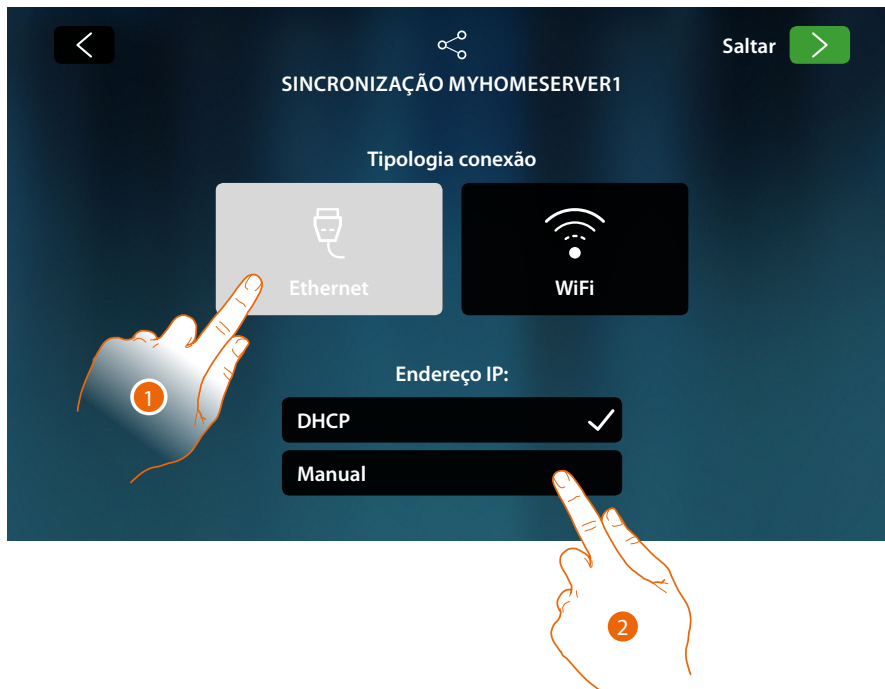 Saltar
SINCRONIZAÇÃO MYHOMESERVER1
Tipologia conexão
Ethernet
WiFi
1
Endereço IP:
DHCP
Manual
2